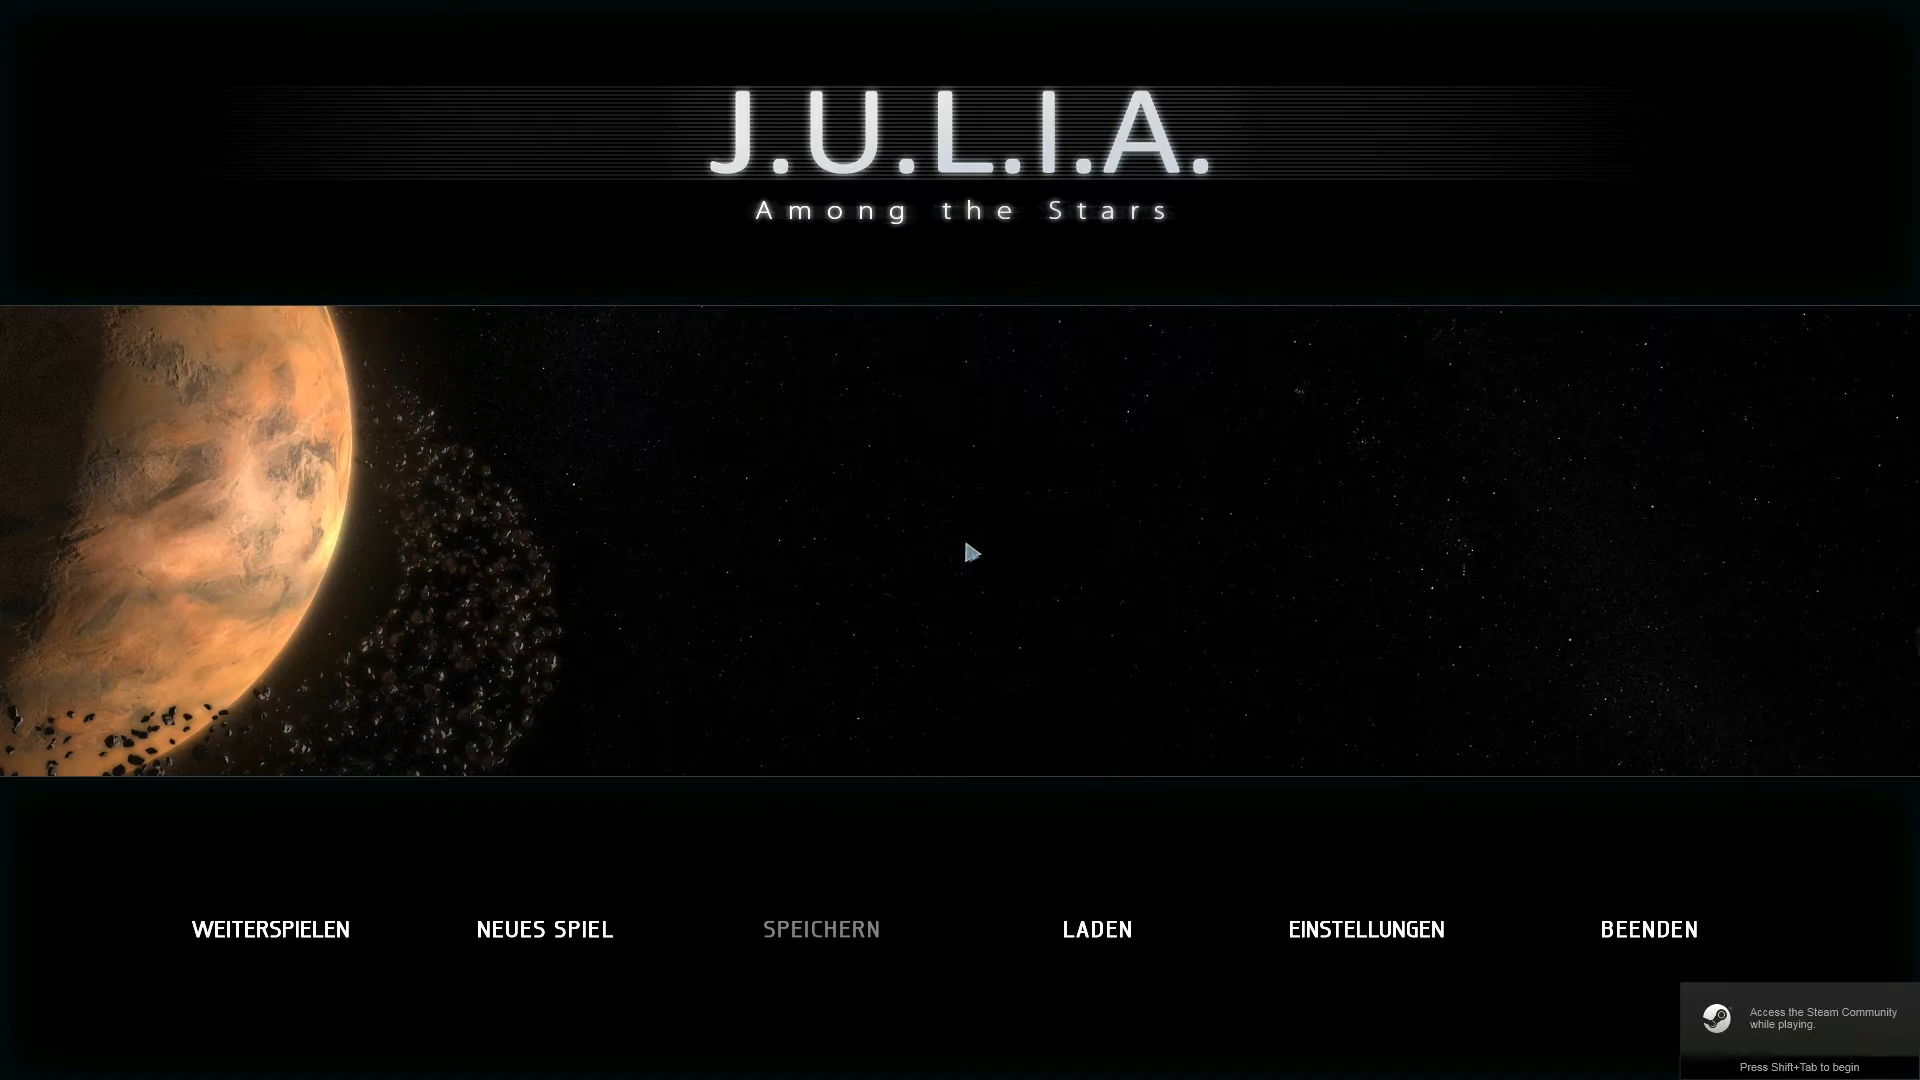 J.U.L.I.A.
Among the Stars
WEITERSPIELEN
NEUES SPIEL
SPEICHERN
LADEN
EINSTELLUNGEN
BEENDEN
Access the Steam Community
while playing.
Press Shift+Tab to begin